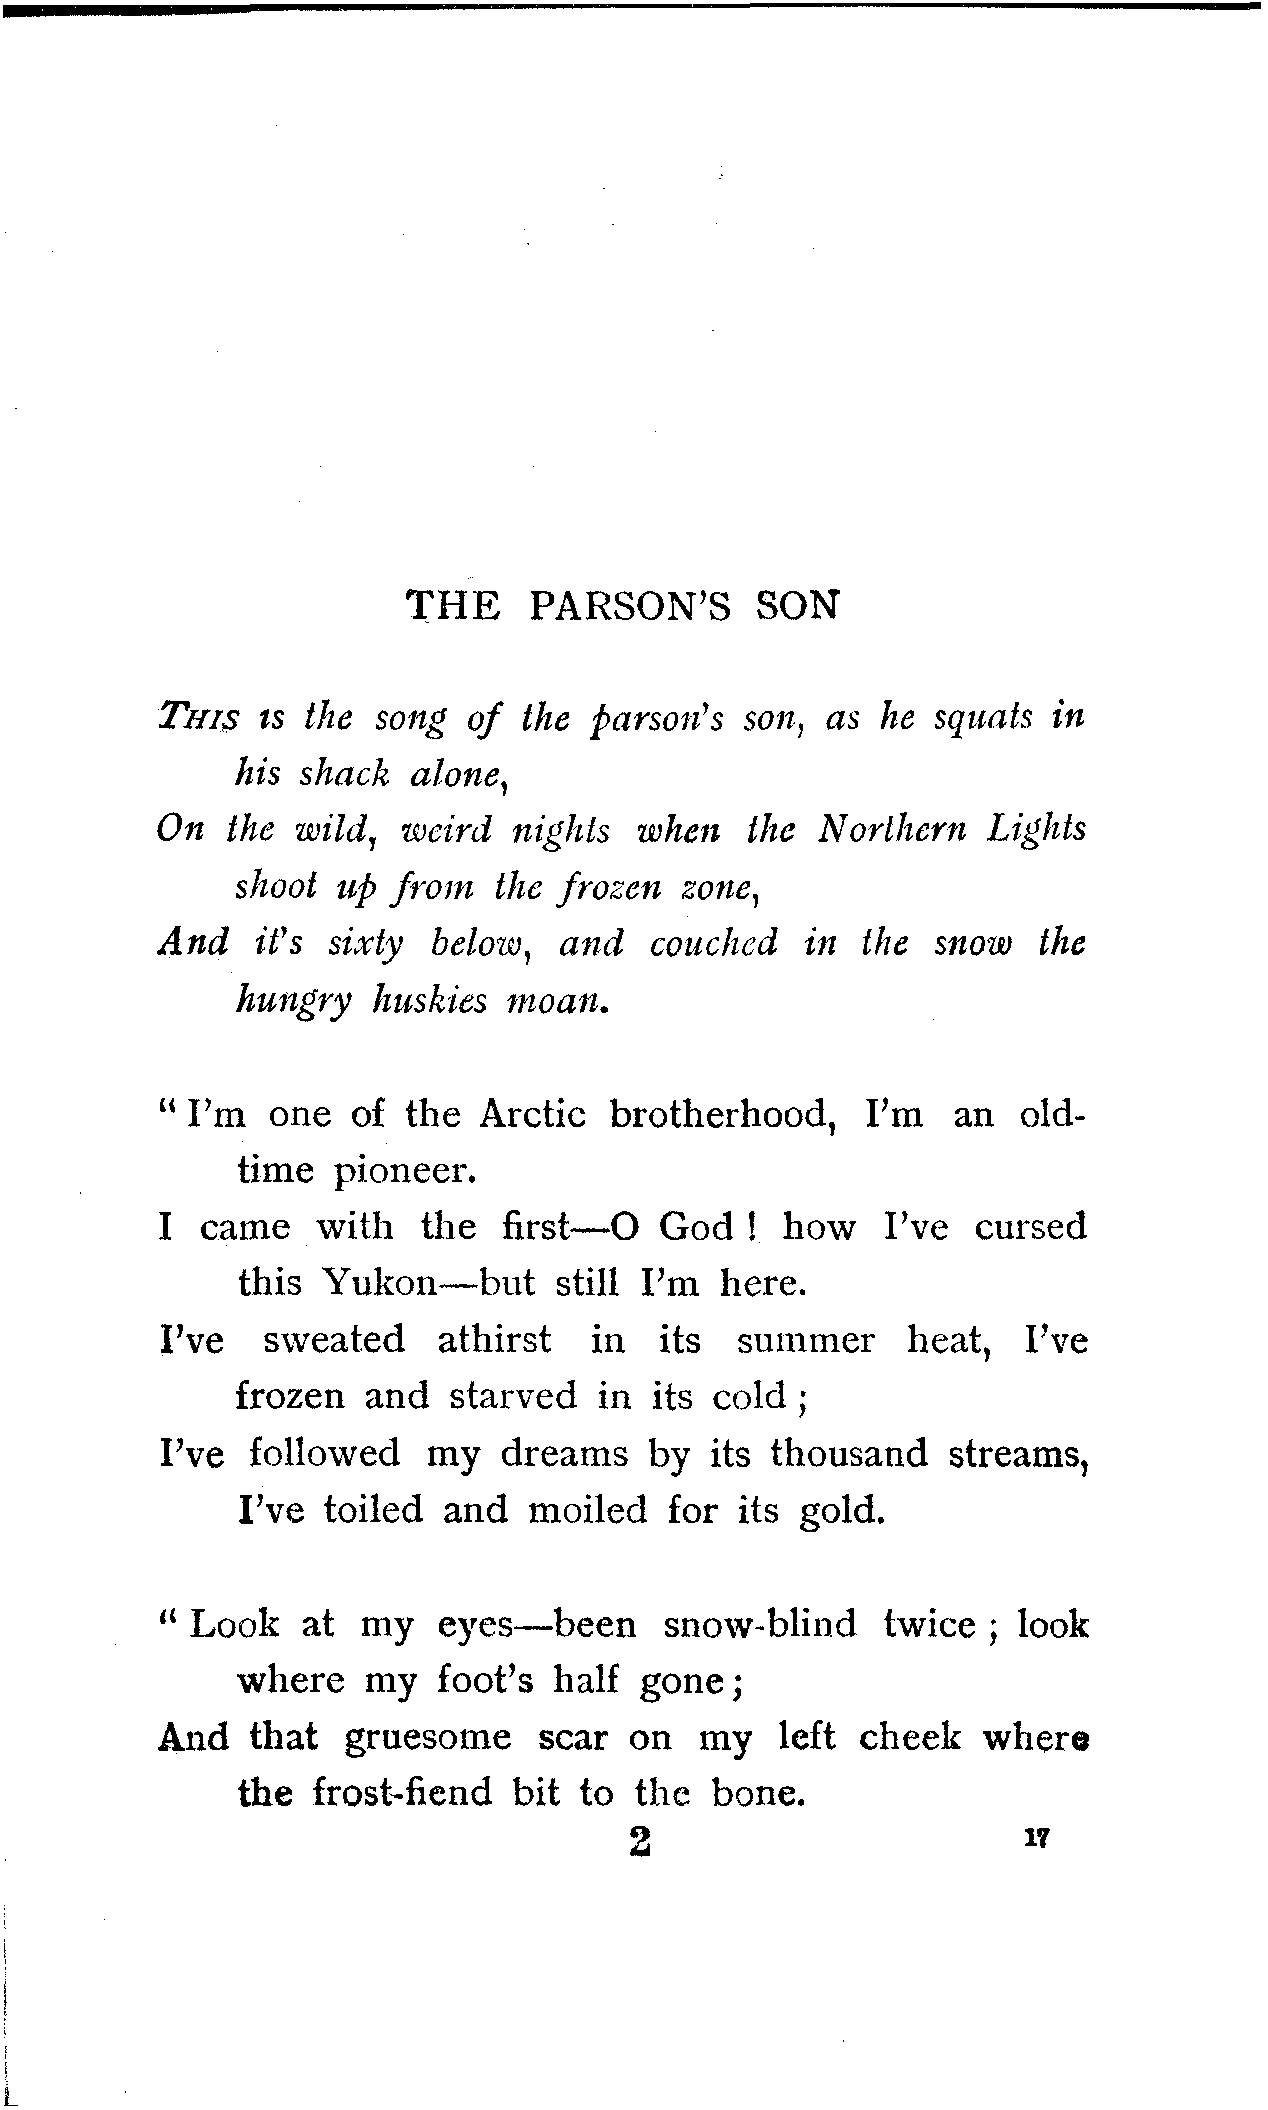 THE PARSON'S SON
THIS is the song of the parson's son, as he squats in
his shack alone,
On the wild, weird nights when the Northern Lights
shoot up from the frozen zone,
And it's sixty below, and couched in the snow the
hungry huskies moan.
“ I'm one of the Arctic brotherhood, I'm an old-
time pioneer.
I came with the first—O God ! how I've cursed
this Yukon—but still I'm here.
I've sweated athirst in its summer heat, I've
frozen and starved in its cold ;
I've followed my dreams by its thousand streams,
I've toiled and moiled for its gold.
“ Look at my eyes—been snow-blind twice ; look
where my foot's half gone ;
And that gruesome scar on my left cheek where
the frost-fiend bit to the bone.
2 17